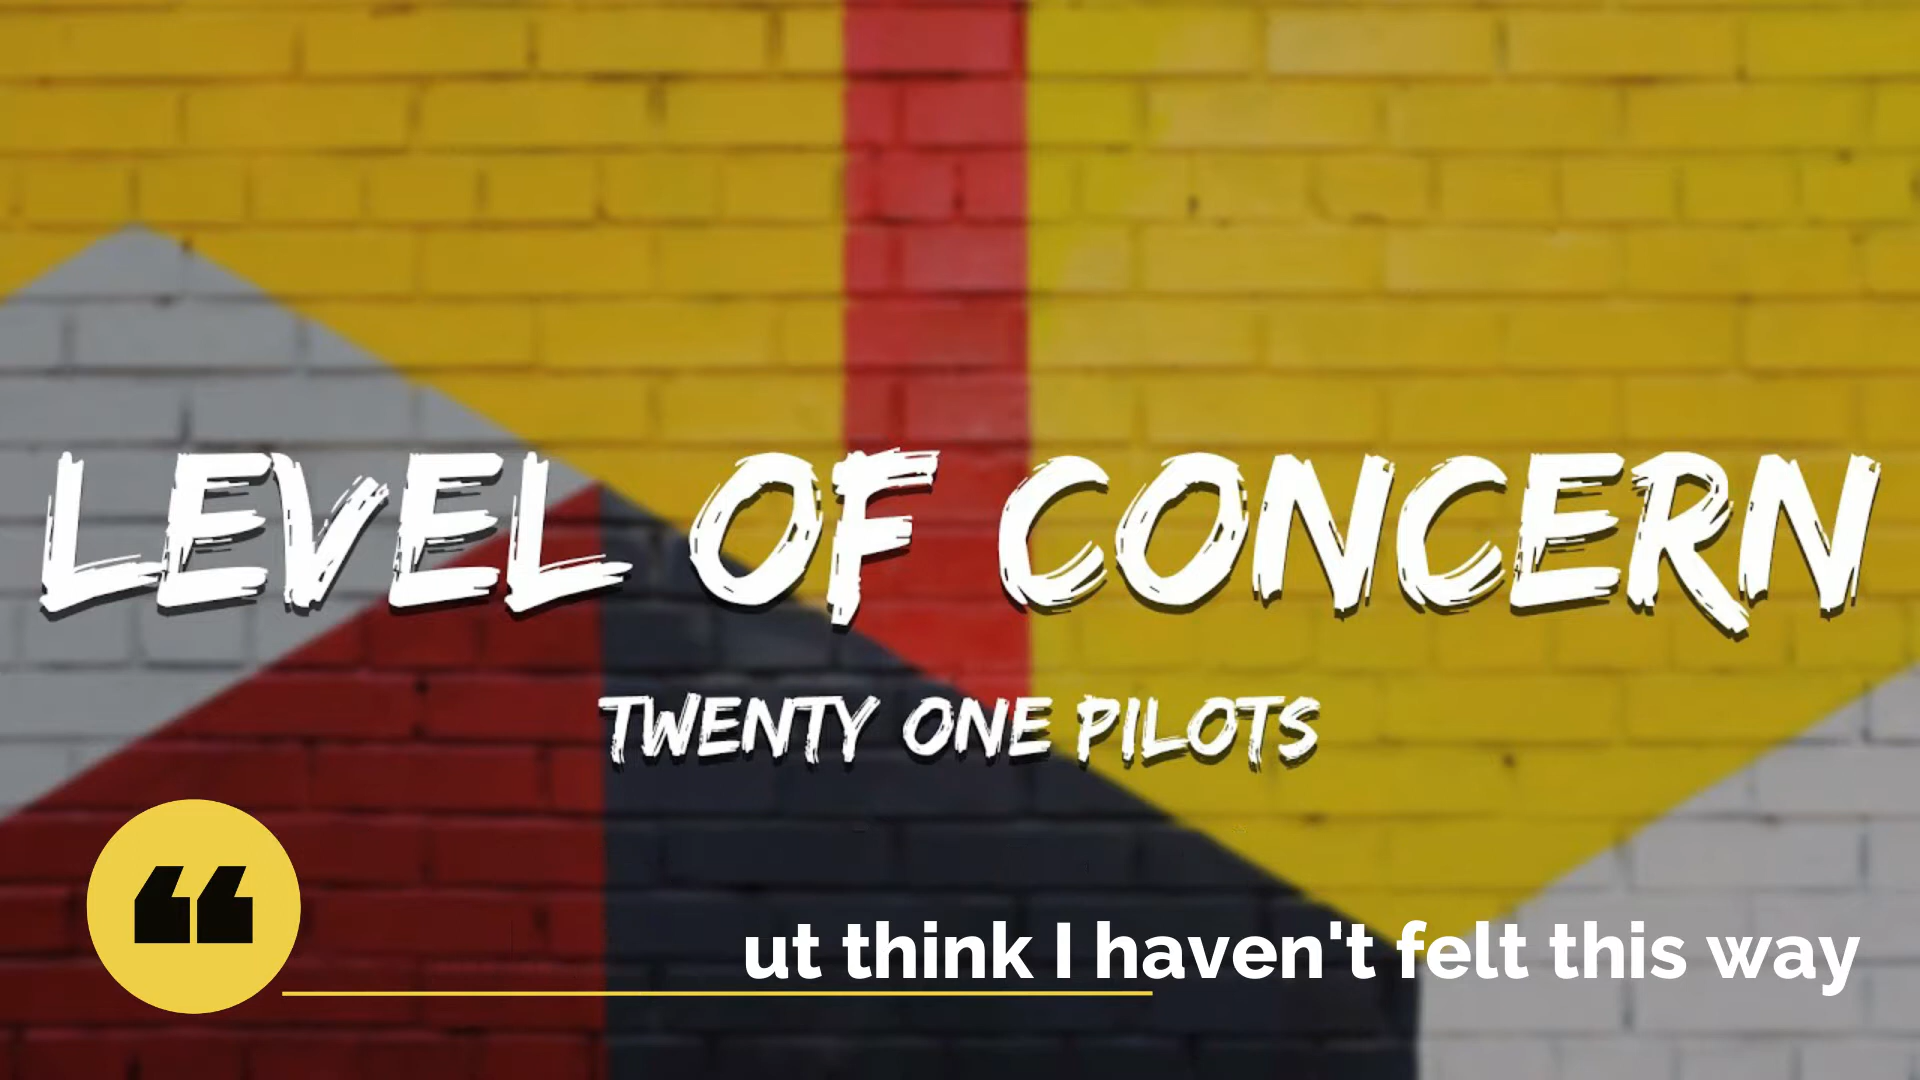 LEVEL OF CONCERN
TWENTY ONE PILOTS
❝
ut think I haven't felt this way